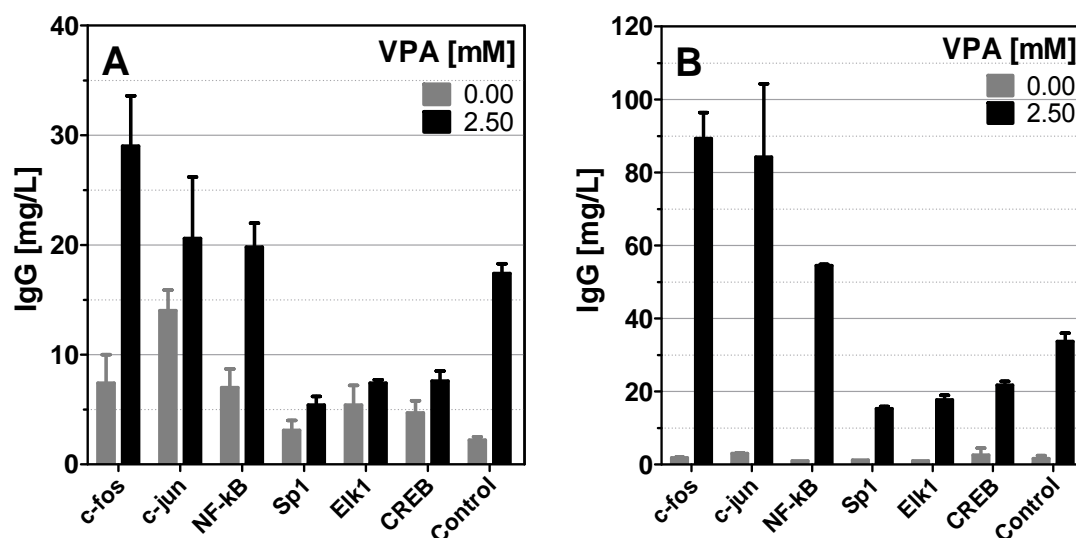 A
VPA [mM]
0.00
2.50
IgG [mg/L]
40
30
20
10
0
c-fos
c-jun
NF-kB
Sp1
Elk1
CREB
Control
B
VPA [mM]
0.00
2.50
IgG [mg/L]
120
100
80
60
40
20
0
c-fos
c-jun
NF-kB
Sp1
Elk1
CREB
Control